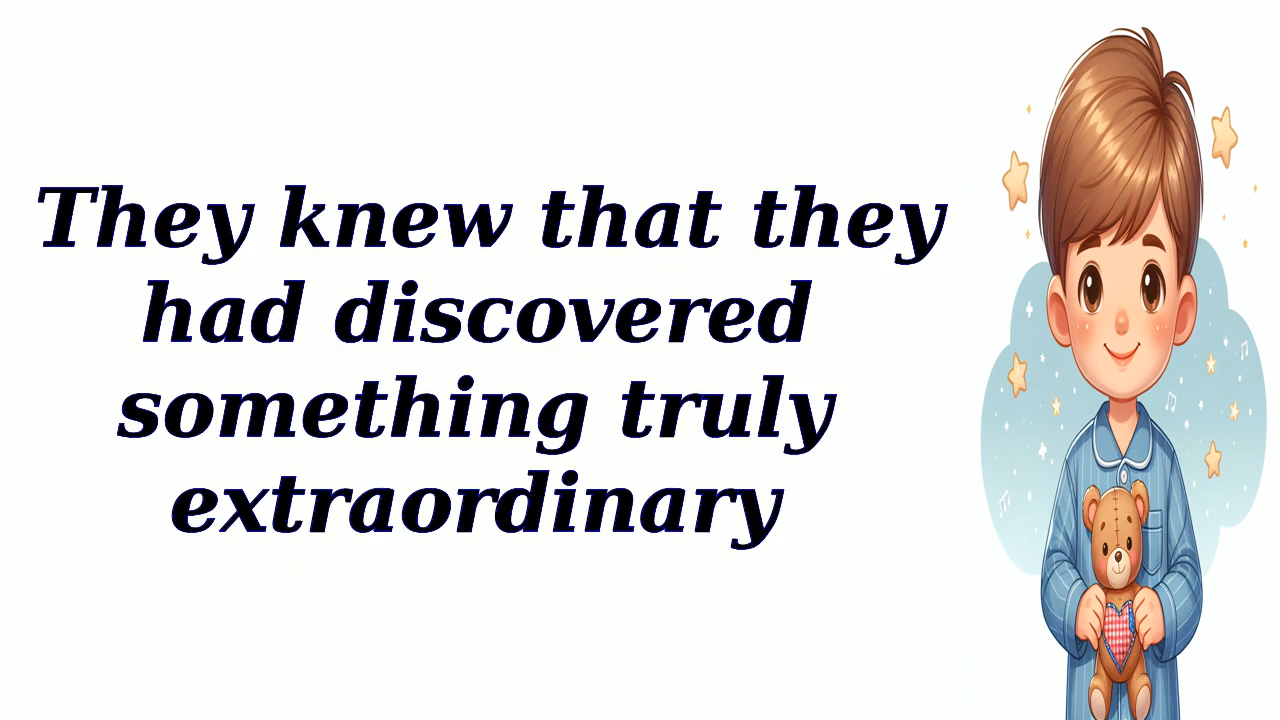 They knew that they
had discovered
something truly
extraordinary